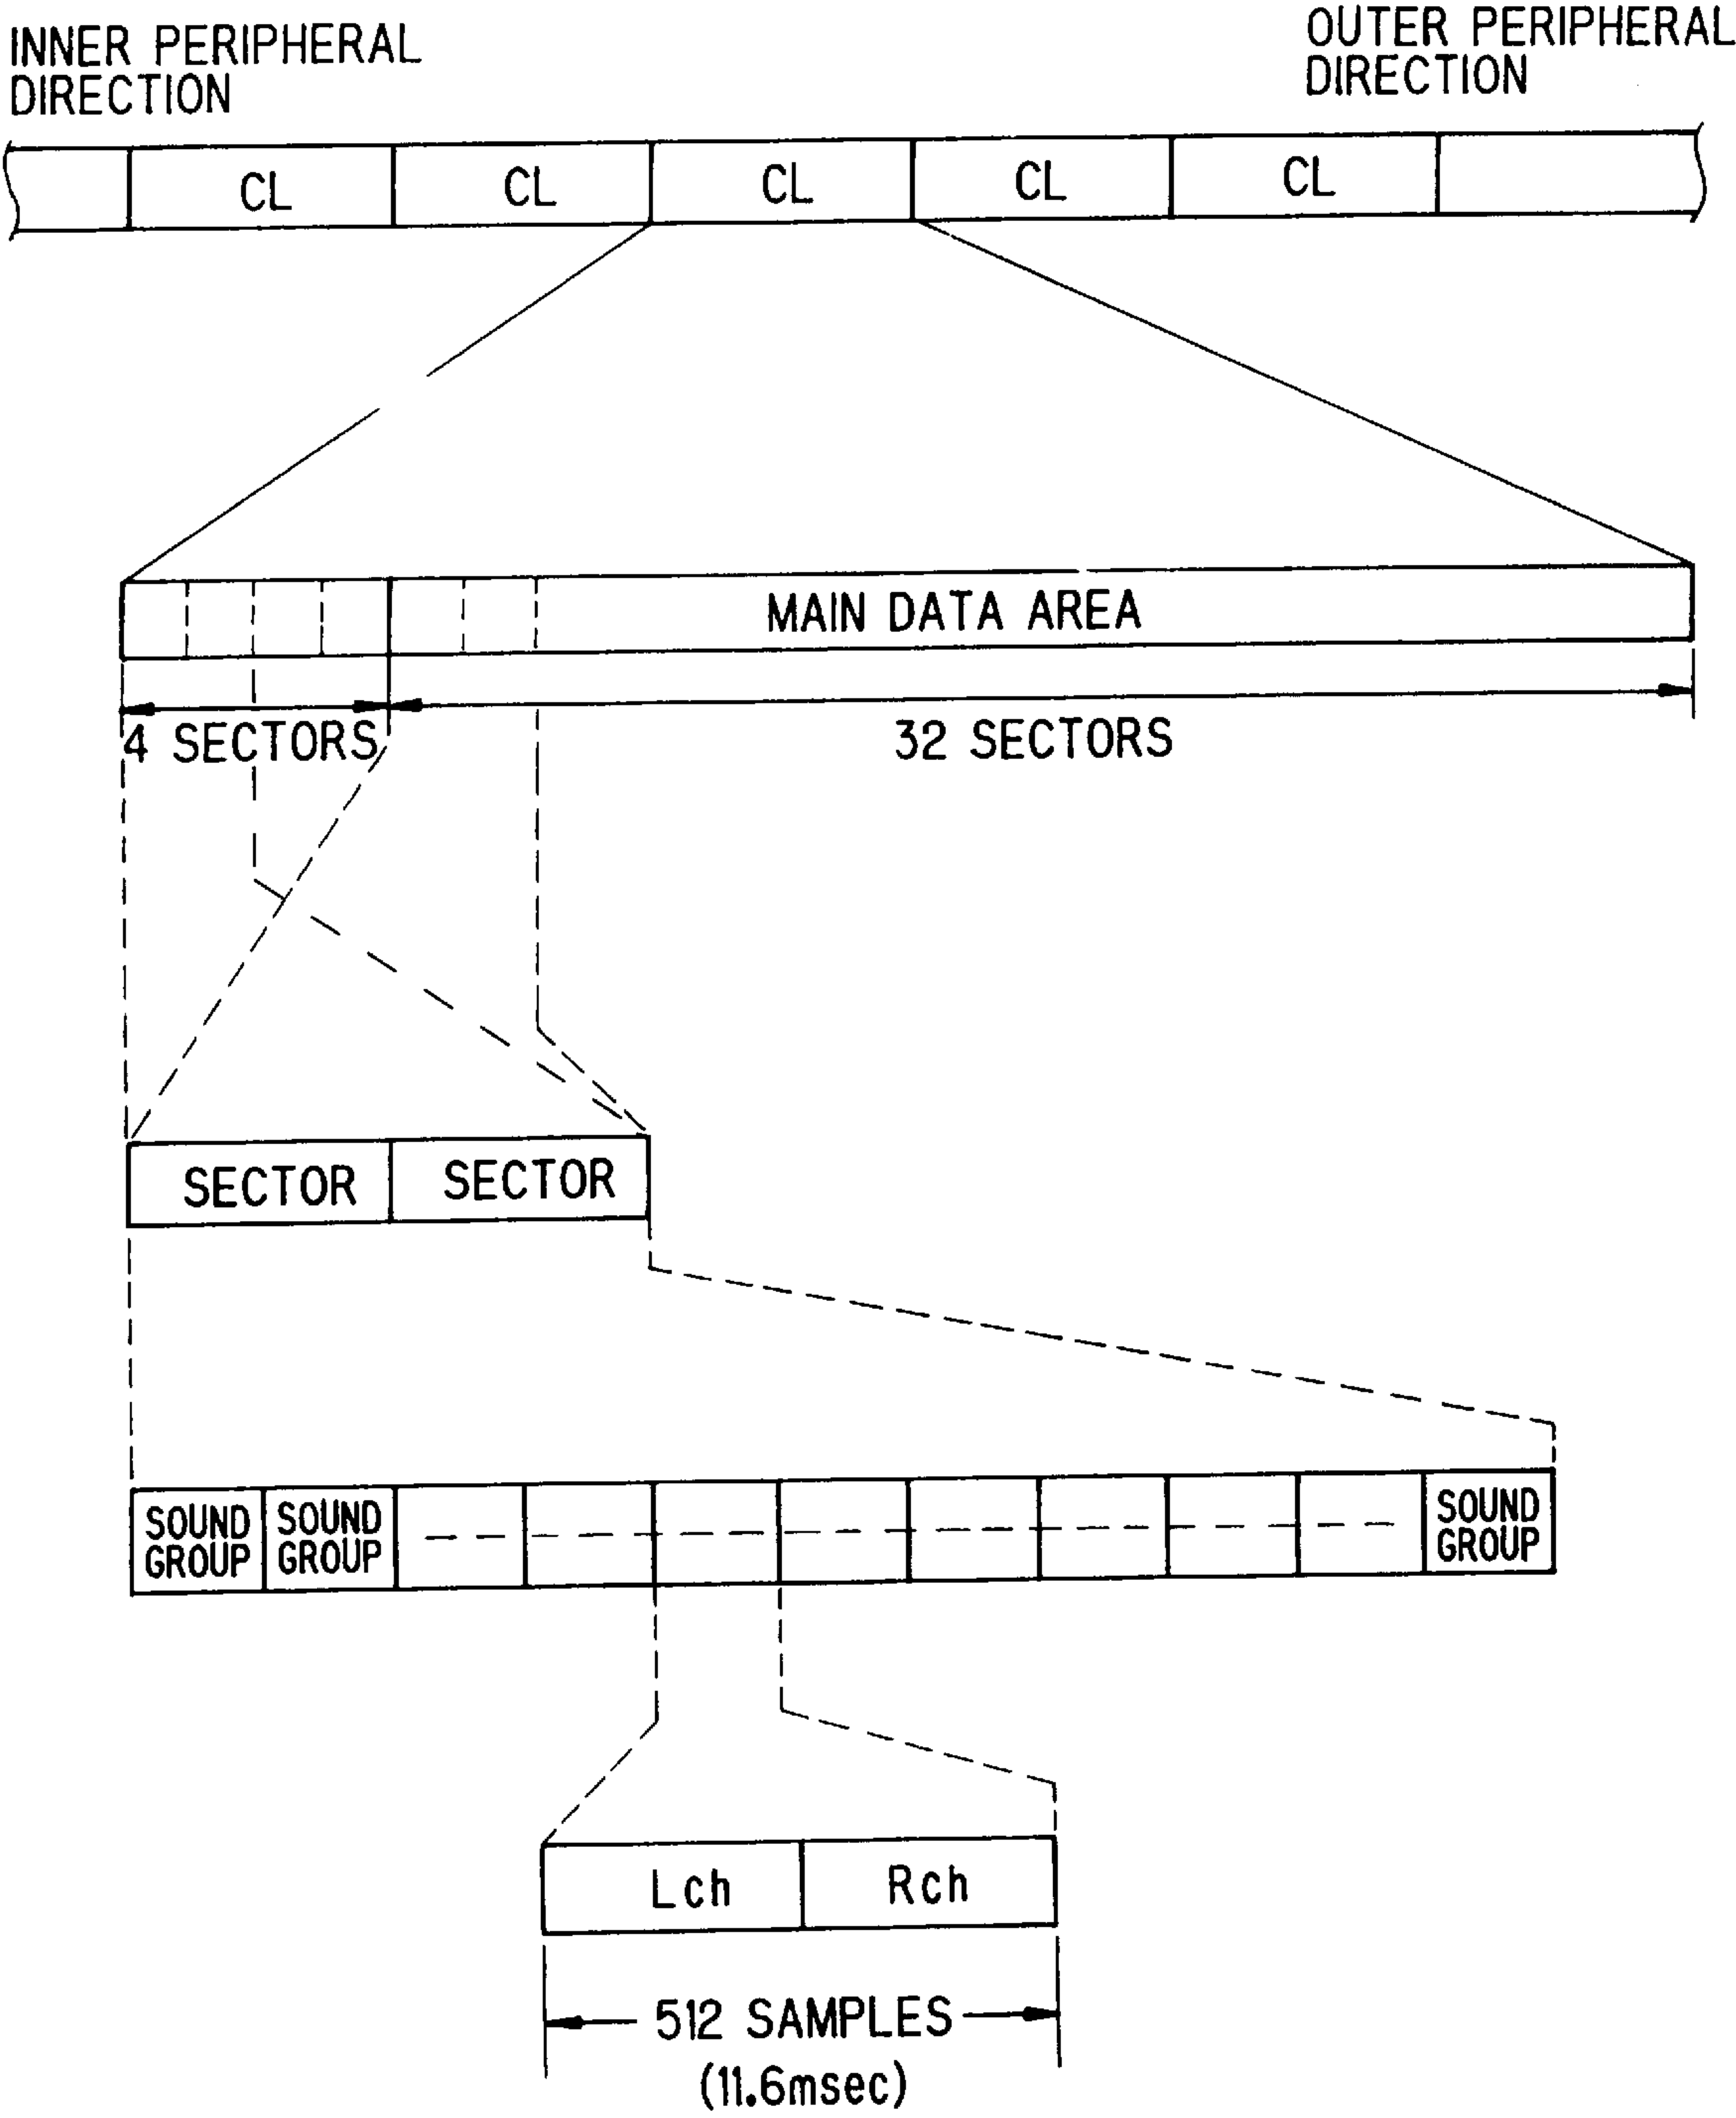 INNER PERIPHERAL
DIRECTION
OUTER PERIPHERAL
DIRECTION
CL CL CL CL CL
MAIN DATA AREA
4 SECTORS 32 SECTORS
SECTOR SECTOR
SOUND GROUP SOUND GROUP SOUND GROUP
Lch Rch
512 SAMPLES
(11.6msec)